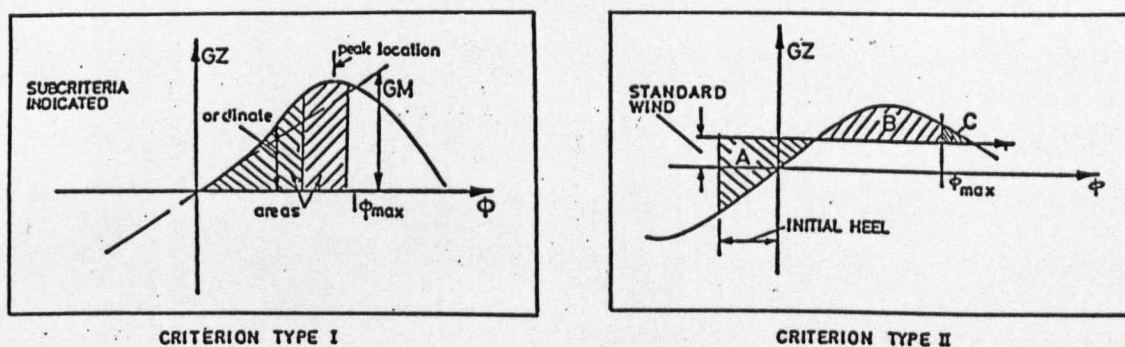 GZ
peak location
SUBCRITERIA
INDICATED
GM
ordinate
areas
ϕmax
Φ
CRITERION TYPE I
GZ
STANDARD
WIND
A
B
C
ϕmax
φ
INITIAL HEEL
CRITERION TYPE II